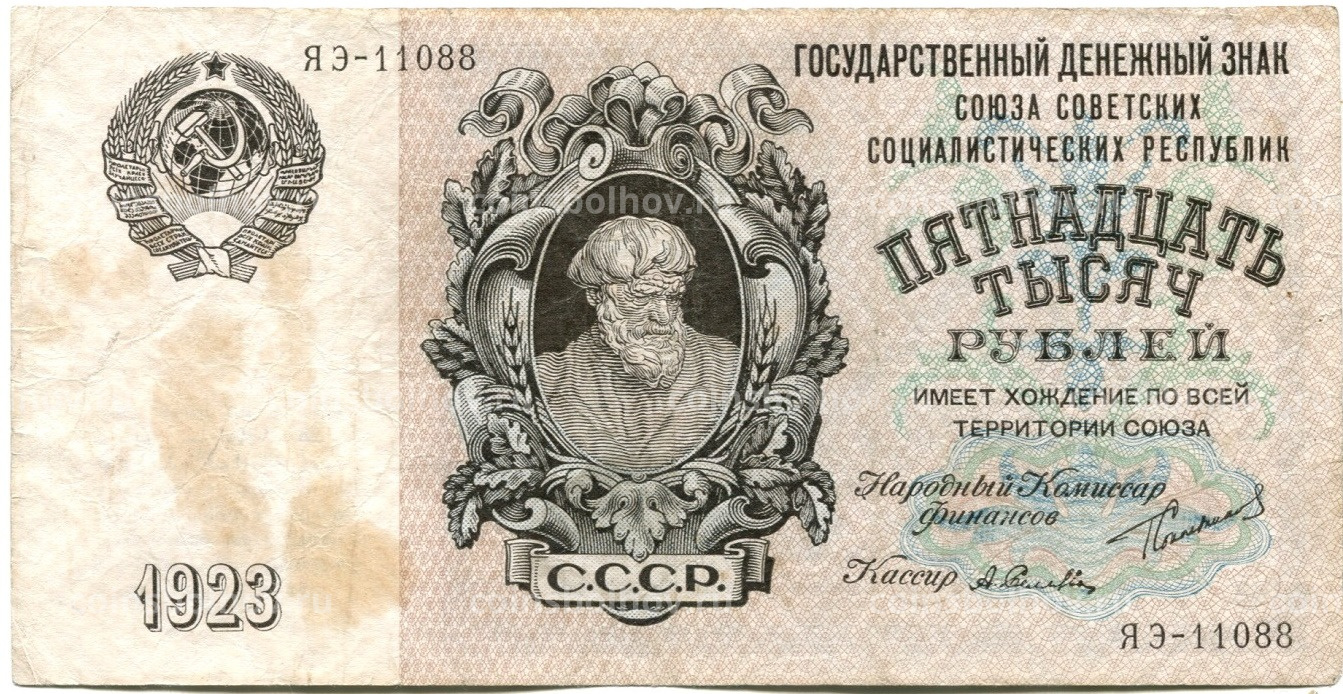 ЯЭ-11088
ГОСУДАРСТВЕННЫЙ ДЕНЕЖНЫЙ ЗНАК
СОЮЗА СОВЕТСКИХ
СОЦИАЛИСТИЧЕСКИХ РЕСПУБЛИК
ПЯТНАДЦАТЬ
ТЫСЯЧ
РУБЛЕЙ
ИМЕЕТ ХОЖДЕНИЕ ПО ВСЕЙ
ТЕРРИТОРИИ СОЮЗА
Народный Комиссар
финансов
Кассир
С.С.С.Р.
1923
ЯЭ-11088